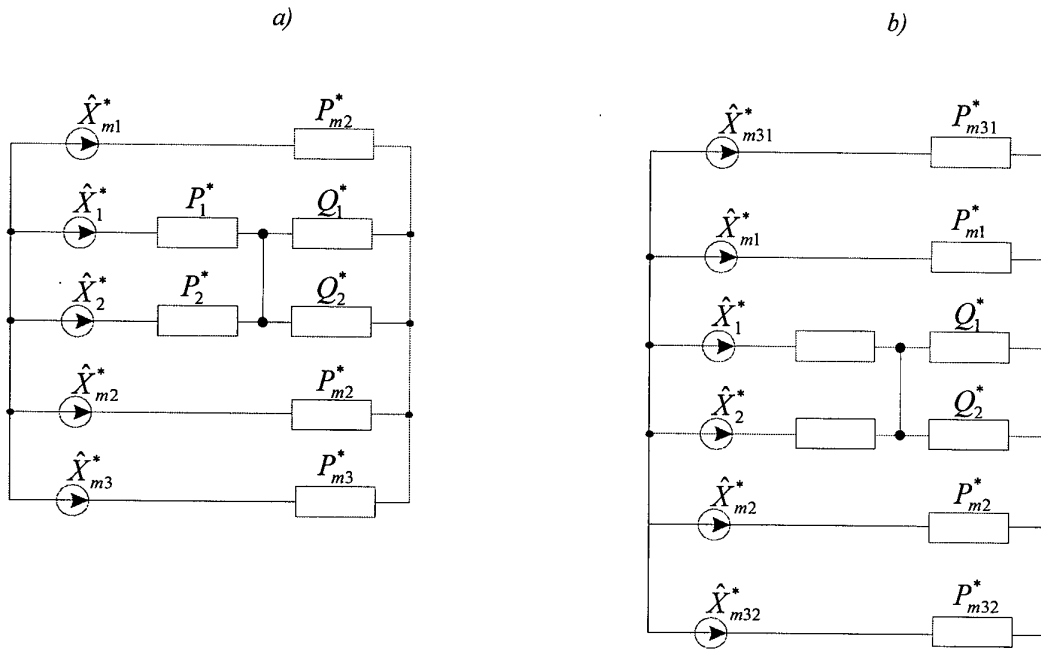 a)
X̂*m1 P*m2
X̂*1 P*1 Q*1
X̂*2 P*2 Q*2
X̂*m2 P*m2
X̂*m3 P*m3
b)
X̂*m31 P*m31
X̂*m1 P*m1
X̂*1 Q*1
X̂*2 Q*2
X̂*m2 P*m2
X̂*m32 P*m32